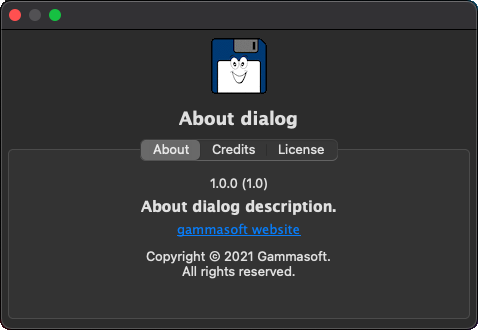 About dialog
About Credits License
1.0.0 (1.0)
About dialog description.
gammasoft website
Copyright © 2021 Gammasoft.
All rights reserved.